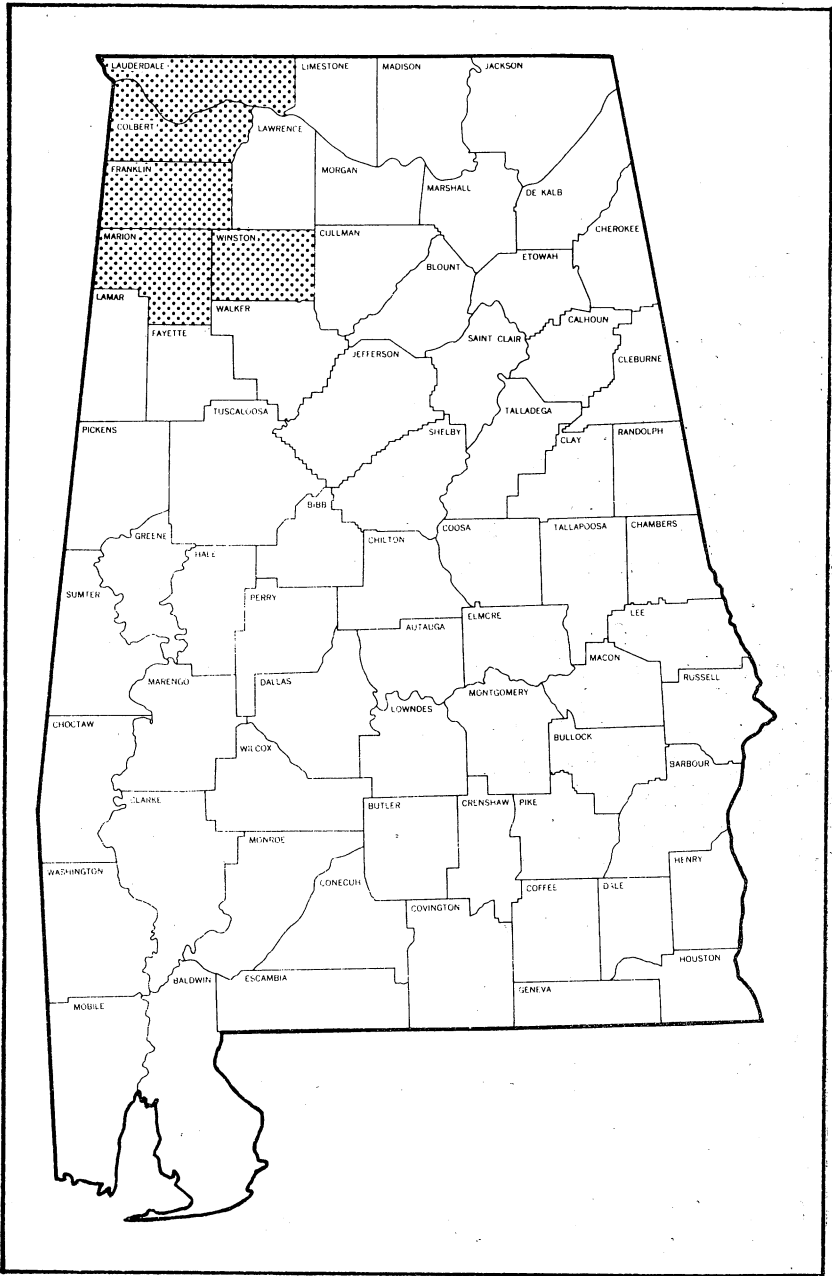 LAUDERDALE
LIMESTONE
MADISON
JACKSON
COLBERT
LAWRENCE
FRANKLIN
MORGAN
MARSHALL
DE KALB
CHEROKEE
MARION
WINSTON
CULLMAN
BLOUNT
ETOWAH
LAMAR
WALKER
FAYETTE
CALHOUN
SAINT CLAIR
JEFFERSON
CLEBURNE
TUSCALOOSA
TALLADEGA
PICKENS
SHELBY
CLAY
RANDOLPH
BIBB
GREENE
HALE
CHILTON
COOSA
TALLAPOOSA
CHAMBERS
SUMTER
PERRY
ELMORE
LEE
AUTAUGA
MACON
MARENGO
DALLAS
RUSSELL
MONTGOMERY
LOWNDES
CHOCTAW
BULLOCK
WILCOX
BARBOUR
CLARKE
BUTLER
CRENSHAW
PIKE
MONROE
HENRY
WASHINGTON
CONECUH
COFFEE
DALE
COVINGTON
HOUSTON
BALDWIN
ESCAMBIA
GENEVA
MOBILE